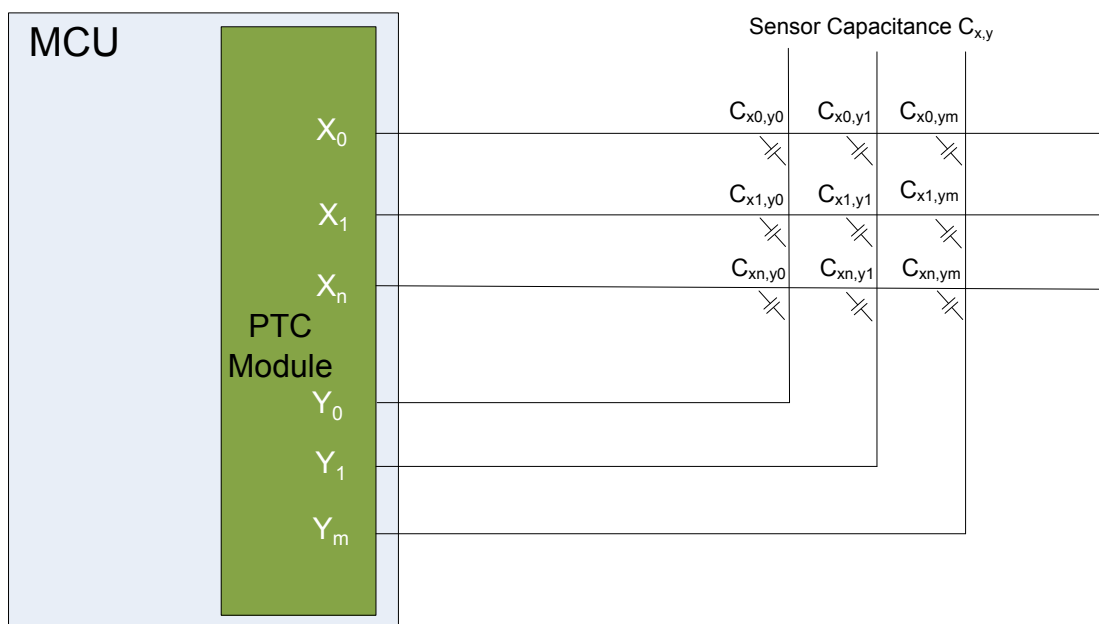 MCU
Sensor Capacitance Cx,y
X0
Cx0,y0 Cx0,y1 Cx0,ym
X1
Cx1,y0 Cx1,y1 Cx1,ym
Xn
Cxn,y0 Cxn,y1 Cxn,ym
PTC
Module
Y0
Y1
Ym